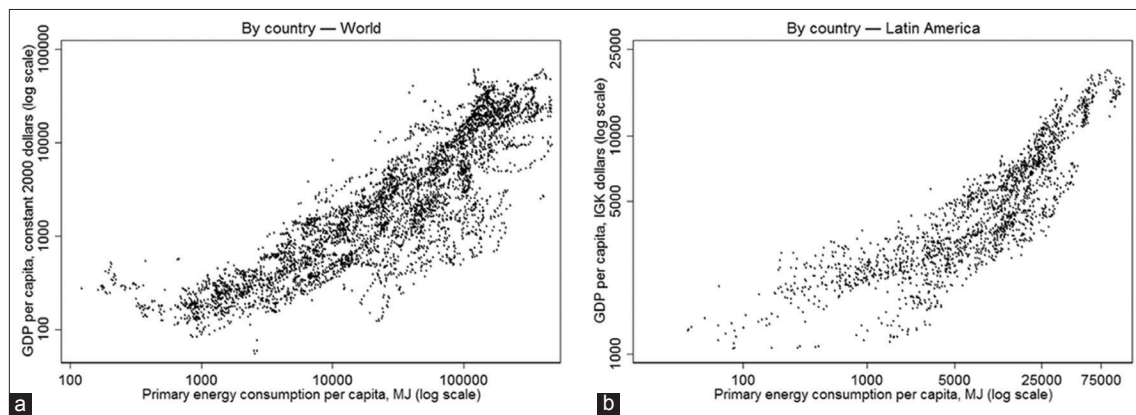 By country — World
GDP per capita, constant 2000 dollars (log scale)
100000
10000
1000
100
100
1000
10000
100000
Primary energy consumption per capita, MJ (log scale)
a
By country — Latin America
GDP per capita, IGK dollars (log scale)
25000
10000
5000
1000
100
1000
5000
25000
75000
Primary energy consumption per capita, MJ (log scale)
b